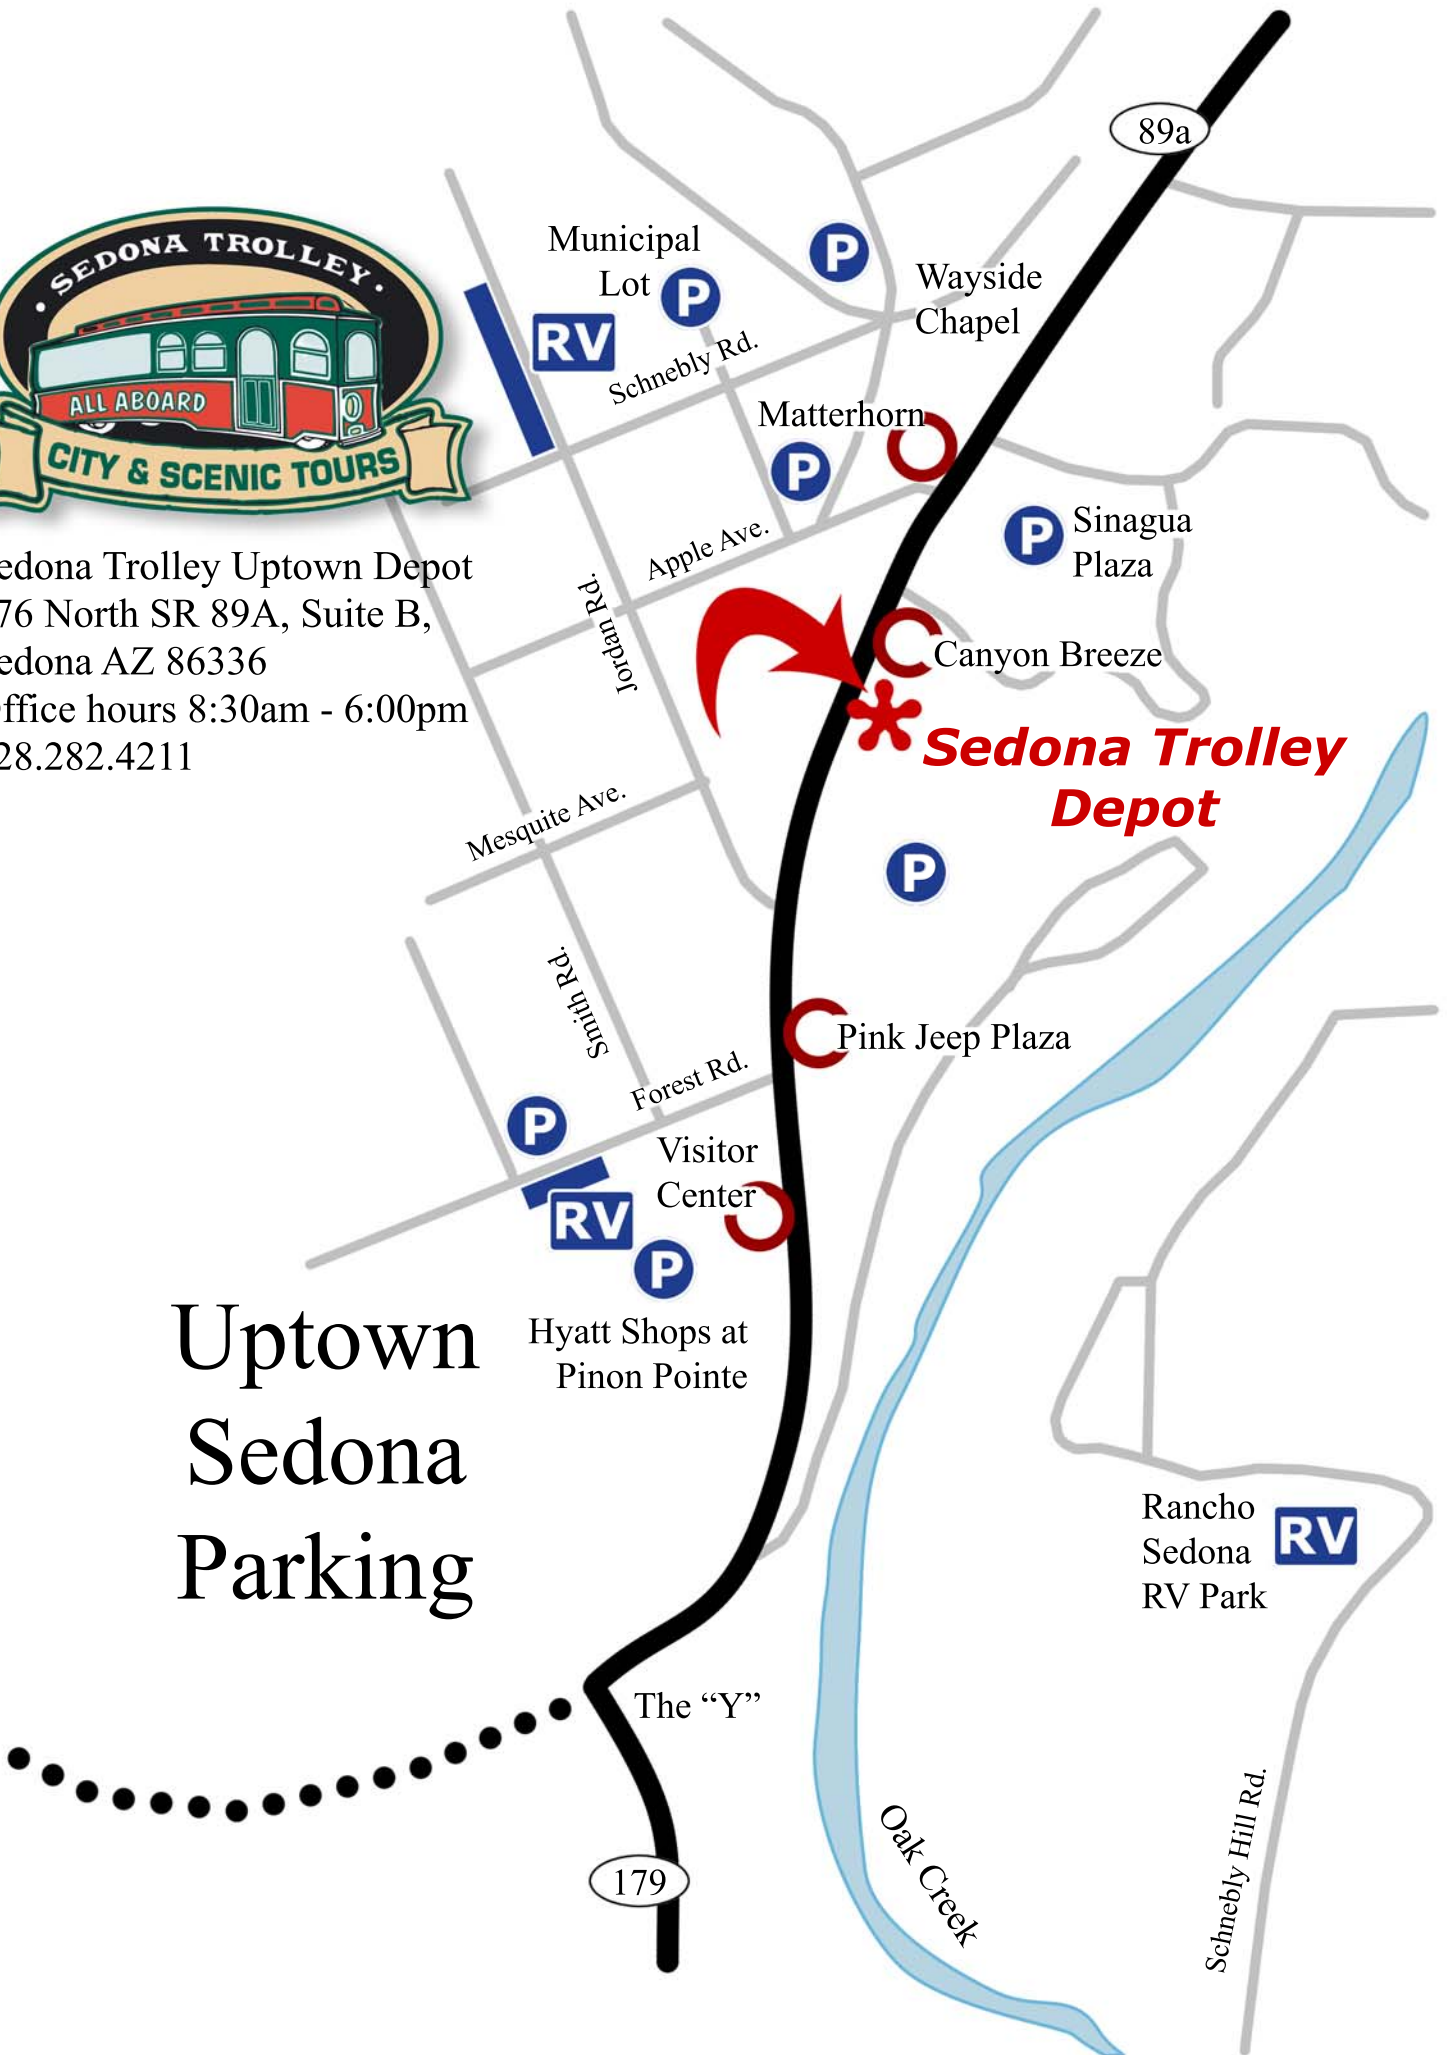 89a
Municipal
Lot
P
P
RV
Wayside
Chapel
Schnebly Rd.
• SEDONA TROLLEY •
ALL ABOARD
CITY & SCENIC TOURS
Matterhorn
P
P
Sinagua
Plaza
Apple Ave.
edona Trolley Uptown Depot
76 North SR 89A, Suite B,
edona AZ 86336
ffice hours 8:30am - 6:00pm
28.282.4211
Jordan Rd.
Canyon Breeze
Sedona Trolley
Depot
Mesquite Ave.
P
Smith Rd.
Pink Jeep Plaza
Forest Rd.
P
Visitor
Center
RV
P
Hyatt Shops at
Pinon Pointe
Uptown
Sedona
Parking
Rancho
Sedona
RV Park
RV
The “Y”
179
Oak Creek
Schnebly Hill Rd.